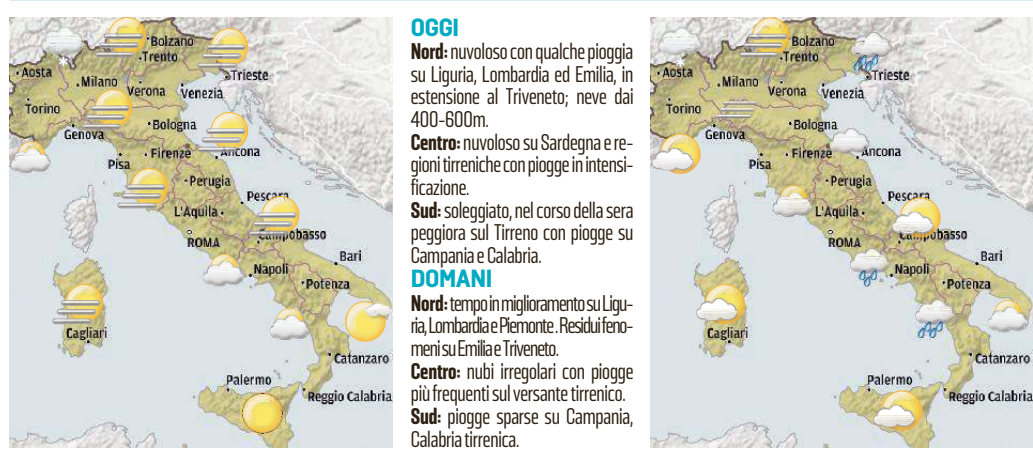 Bolzano
Trento
Aosta
Milano
Trieste
Verona
Venezia
Torino
Genova
Bologna
Firenze
Ancona
Pisa
Perugia
Pescara
L'Aquila
Campobasso
ROMA
Bari
Napoli
Potenza
Cagliari
Catanzaro
Palermo
Reggio Calabria
OGGI
Nord: nuvoloso con qualche pioggia
su Liguria, Lombardia ed Emilia, in
estensione al Triveneto; neve dai
400-600m.
Centro: nuvoloso su Sardegna e re-
gioni tirreniche con piogge in intensi-
ficazione.
Sud: soleggiato, nel corso della sera
peggiora sul Tirreno con piogge su
Campania e Calabria.
DOMANI
Nord: tempo in miglioramento su Ligu-
ria, Lombardia e Piemonte. Residui feno-
meni su Emilia e Triveneto.
Centro: nubi irregolari con piogge
più frequenti sul versante tirrenico.
Sud: piogge sparse su Campania,
Calabria tirrenica.
Bolzano
Trento
Aosta
Milano
Trieste
Verona
Venezia
Torino
Genova
Bologna
Firenze
Ancona
Pisa
Perugia
Pescara
L'Aquila
Campobasso
ROMA
Bari
Napoli
Potenza
Cagliari
Catanzaro
Palermo
Reggio Calabria